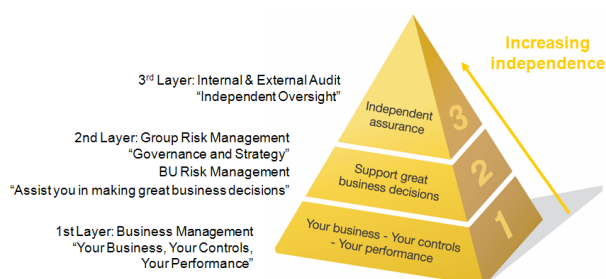 Increasing
independence
3rd Layer: Internal & External Audit
“Independent Oversight”
Independent
assurance
3
2nd Layer: Group Risk Management
“Governance and Strategy”
BU Risk Management
“Assist you in making great business decisions”
Support great
business decisions
2
1st Layer: Business Management
“Your Business, Your Controls,
Your Performance”
Your business - Your controls
- Your performance
1